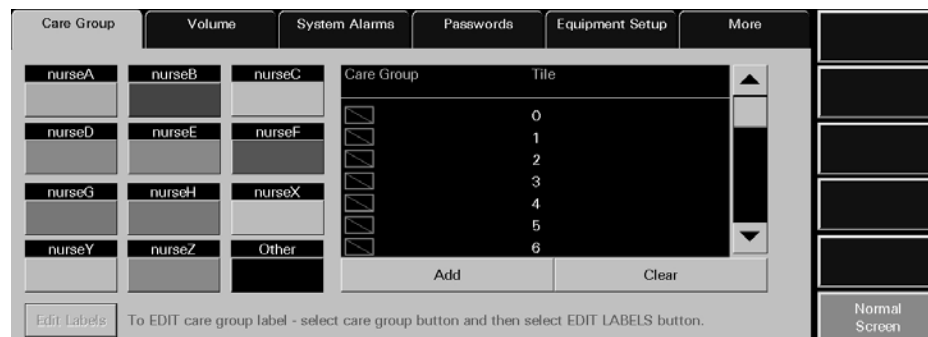 Care Group Volume System Alarms Passwords Equipment Setup More
nurseA nurseB nurseC
nurseD nurseE nurseF
nurseG nurseH nurseX
nurseY nurseZ Other
Care Group Tile
0
1
2
3
4
5
6
Add Clear
Edit Labels To EDIT care group label - select care group button and then select EDIT LABELS button.
Normal
Screen